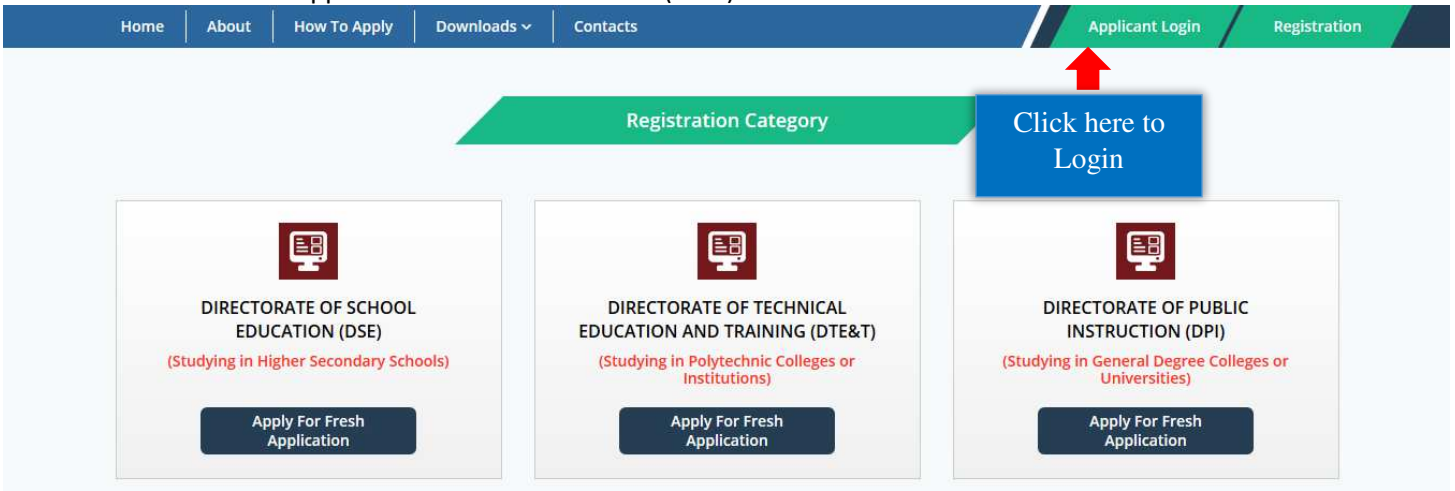 Home
About
How To Apply
Downloads
Contacts
Applicant Login
Registration
Registration Category
Click here to
Login
DIRECTORATE OF SCHOOL
EDUCATION (DSE)
(Studying in Higher Secondary Schools)
Apply For Fresh
Application
DIRECTORATE OF TECHNICAL
EDUCATION AND TRAINING (DTE&T)
(Studying in Polytechnic Colleges or
Institutions)
Apply For Fresh
Application
DIRECTORATE OF PUBLIC
INSTRUCTION (DPI)
(Studying in General Degree Colleges or
Universities)
Apply For Fresh
Application